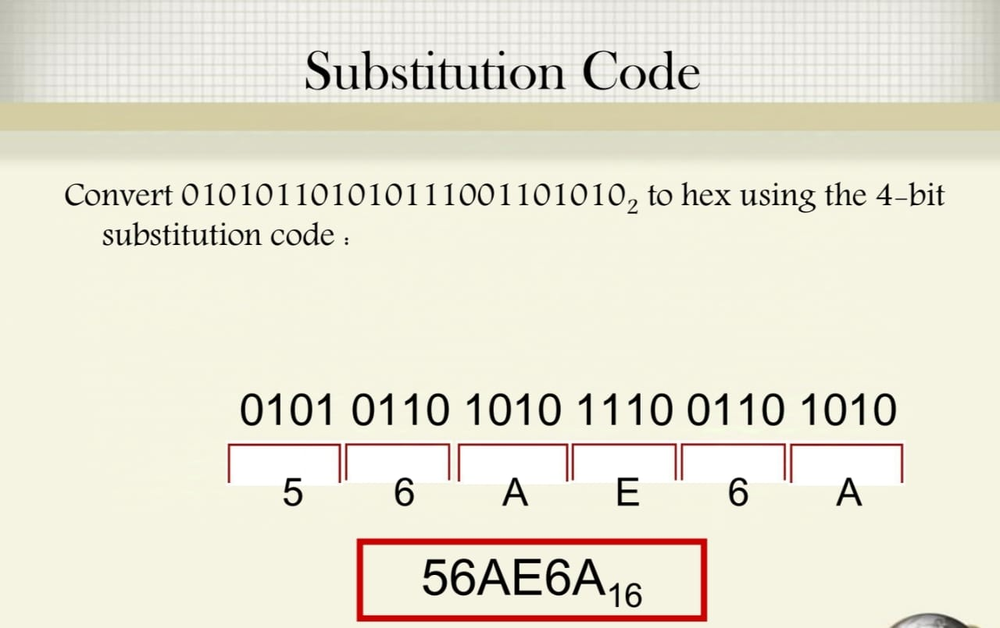 Substitution Code
Convert 010101101010111001101010₂ to hex using the 4-bit
substitution code :
0101 0110 1010 1110 0110 1010
5 6 A E 6 A
56AE6A₁₆